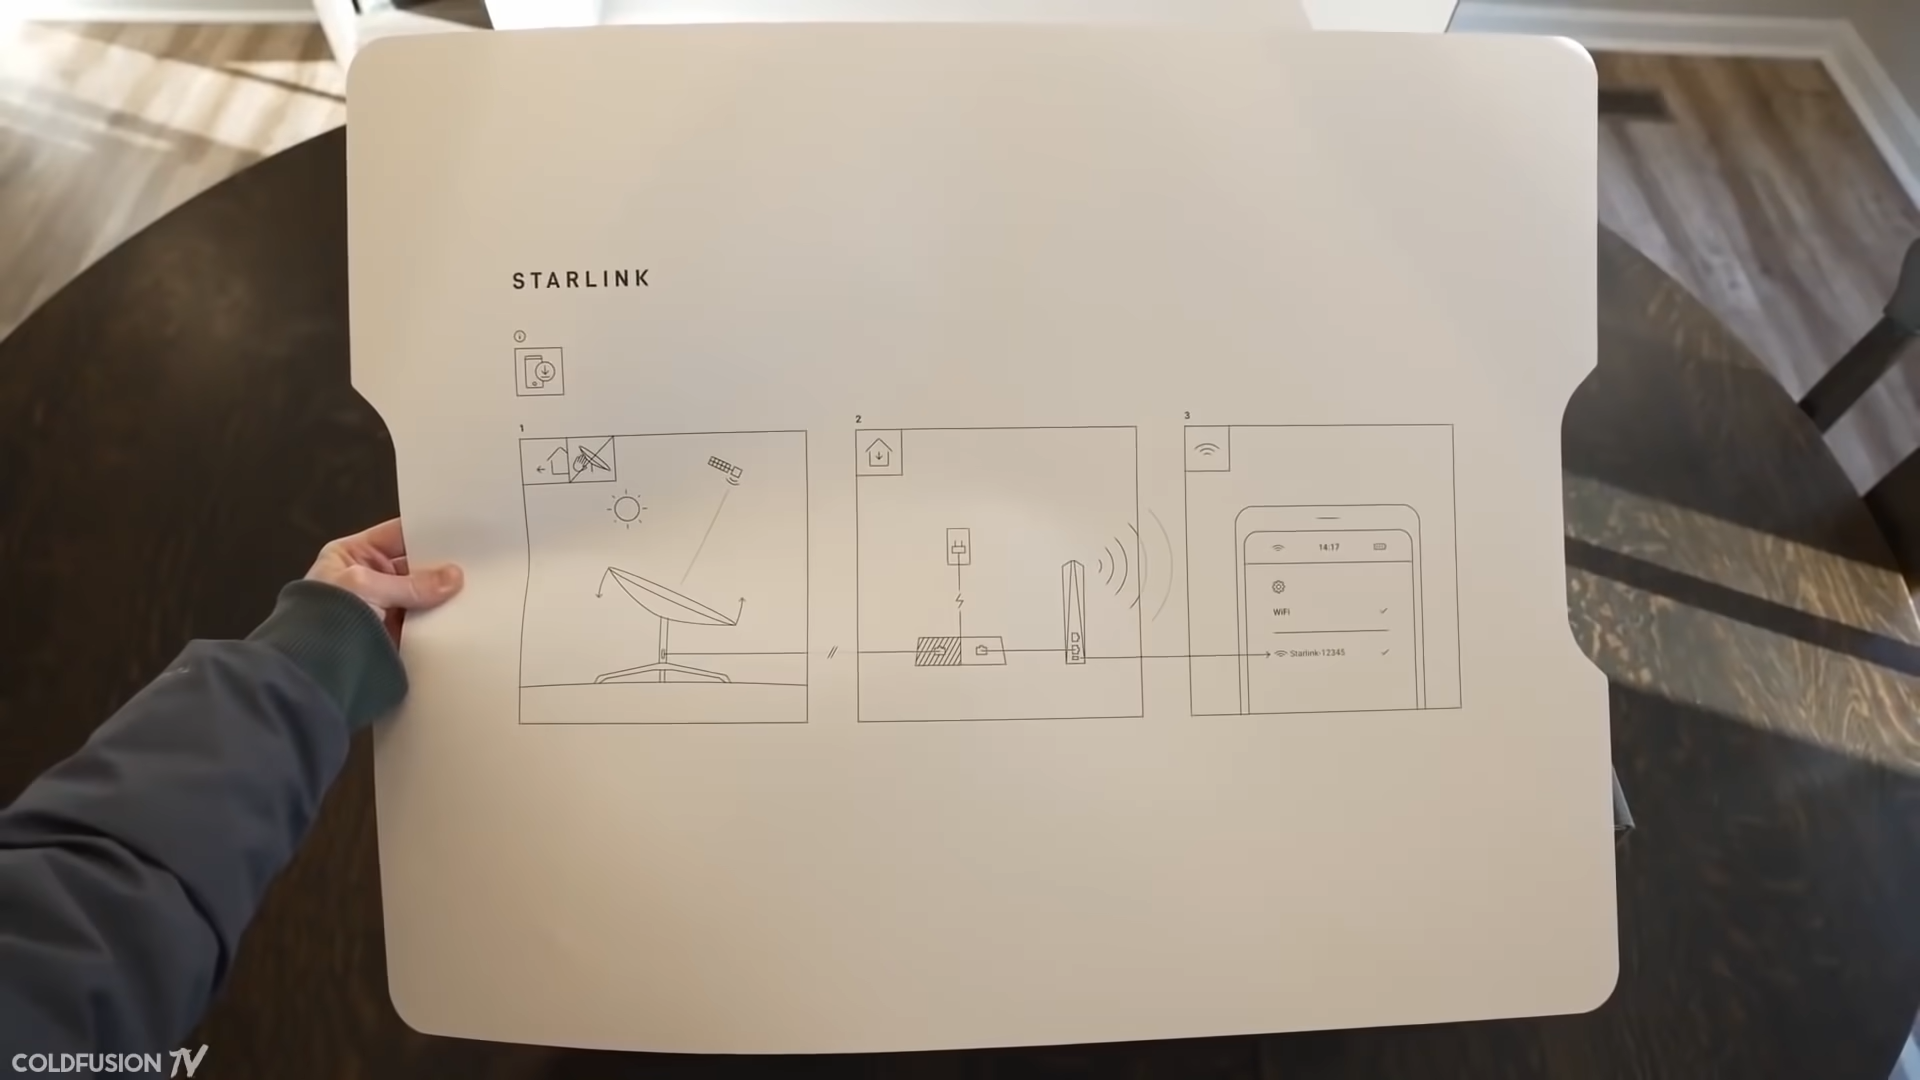 STARLINK
1
2
3
14:17
WiFi
Starlink-12345
COLDFUSION TV